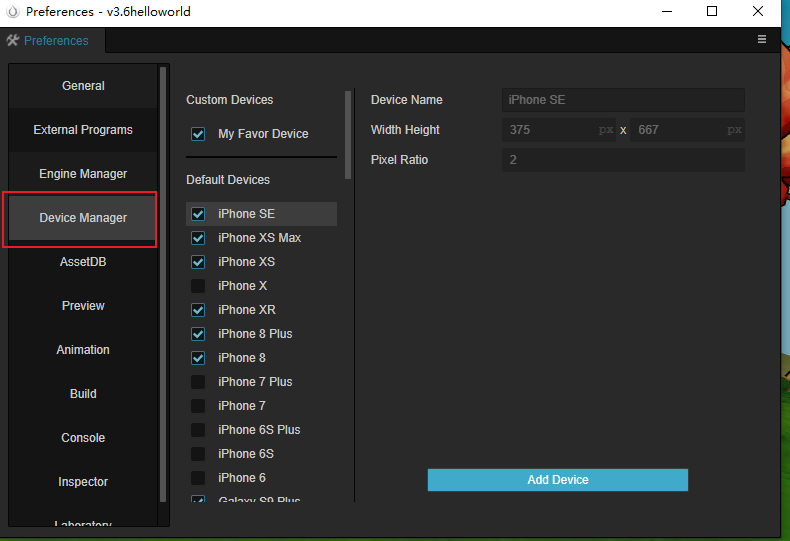 Preferences - v3.6helloworld
Preferences
General
External Programs
Engine Manager
Device Manager
AssetDB
Preview
Animation
Build
Console
Inspector
Laboratory
Custom Devices
My Favor Device
Default Devices
iPhone SE
iPhone XS Max
iPhone XS
iPhone X
iPhone XR
iPhone 8 Plus
iPhone 8
iPhone 7 Plus
iPhone 7
iPhone 6S Plus
iPhone 6S
iPhone 6
Galaxy S9 Plus
Device Name iPhone SE
Width Height 375 px x 667 px
Pixel Ratio 2
Add Device